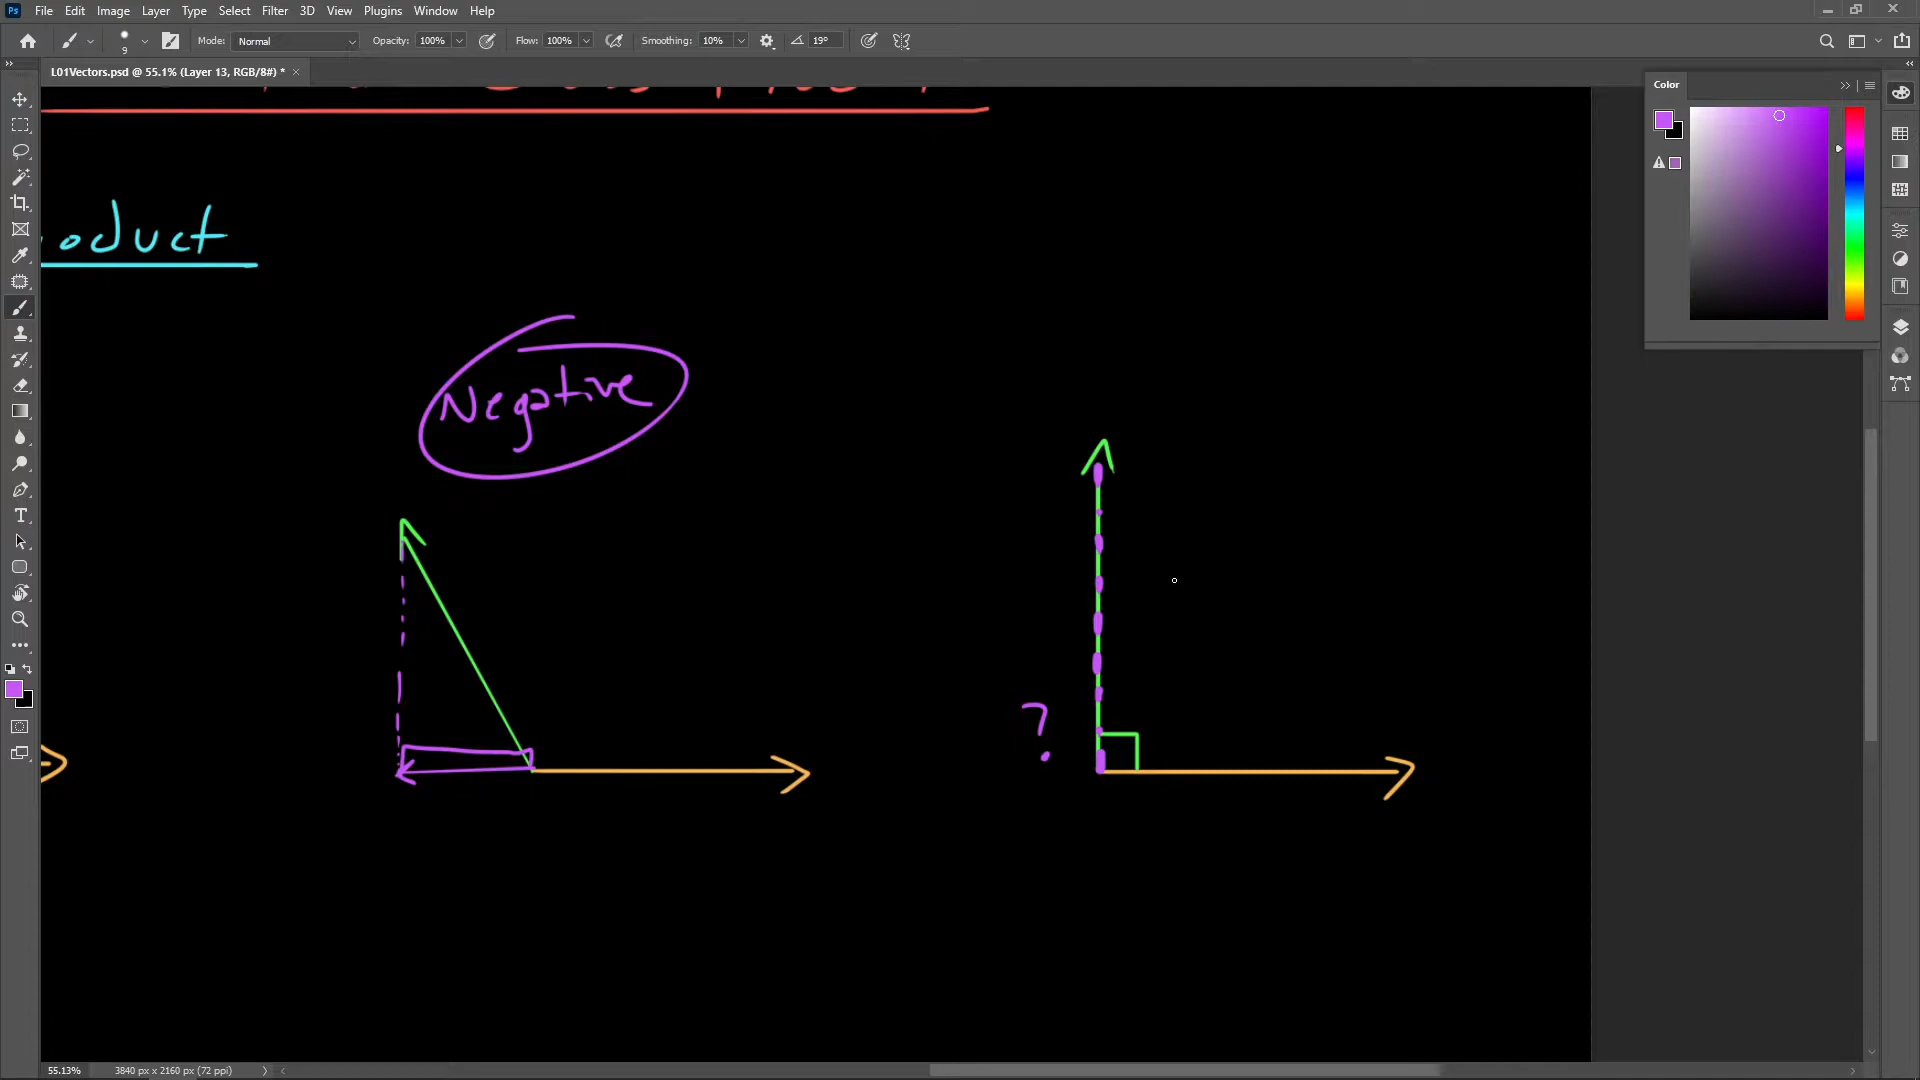 Ps File Edit Image Layer Type Select Filter 3D View Plugins Window Help
9 Mode: Normal Opacity: 100% Flow: 100% Smoothing: 10% 19°
L01Vectors.psd @ 55.1% (Layer 13, RGB/8#) * ×
Color
oduct
Negative
?
55.13% 3840 px x 2160 px (72 ppi)